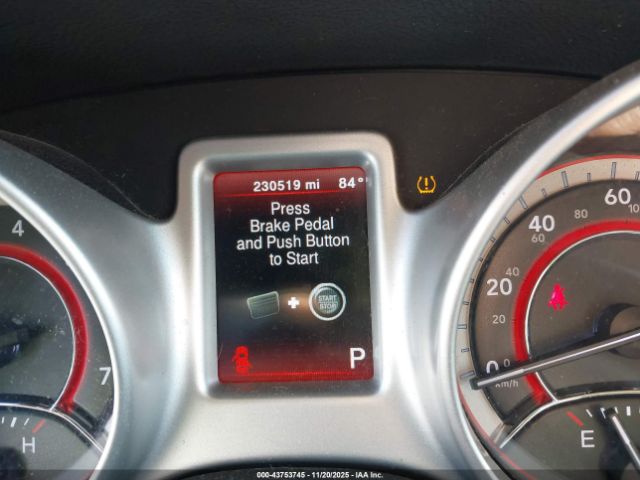 230519 mi 84°
Press
Brake Pedal
and Push Button
to Start
+
START
STOP
P
4
7
H
60
80
40
60
20
40
20
0
0
km/h
E
000-43753745 - 11/20/2025 - IAA Inc.